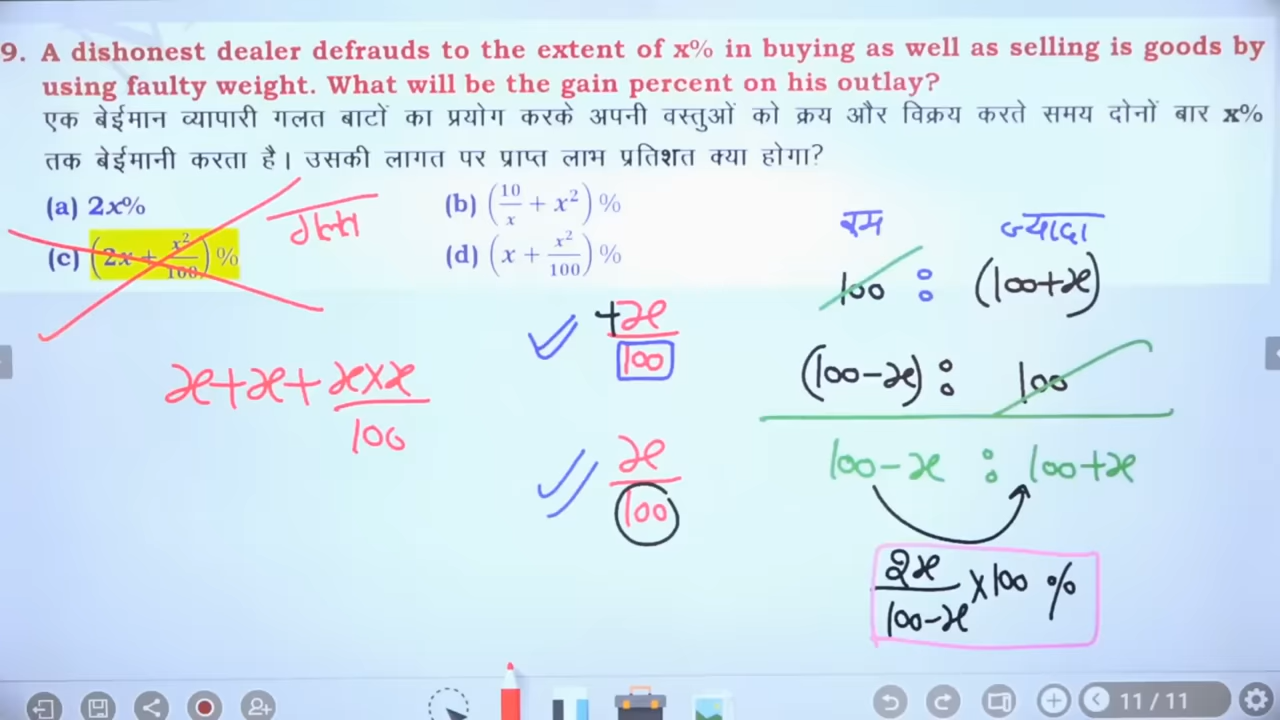 9. A dishonest dealer defrauds to the extent of x% in buying as well as selling is goods by
using faulty weight. What will be the gain percent on his outlay?
एक बेईमान व्यापारी गलत बाटों का प्रयोग करके अपनी वस्तुओं को क्रय और विक्रय करते समय दोनों बार x%
तक बेईमानी करता है। उसकी लागत पर प्राप्त लाभ प्रतिशत क्या होगा?
(a) 2x%
(b) (10/x + x²)%
(c) (2x + x²/100)%
(d) (x + x²/100)%
गलत
कम ज्यादा
100 : (100+x)
(100-x) : 100
100-x : 100+x
2x/100-x ×100 %
+x/100
x/100
x+x+ x×x/100
11 / 11